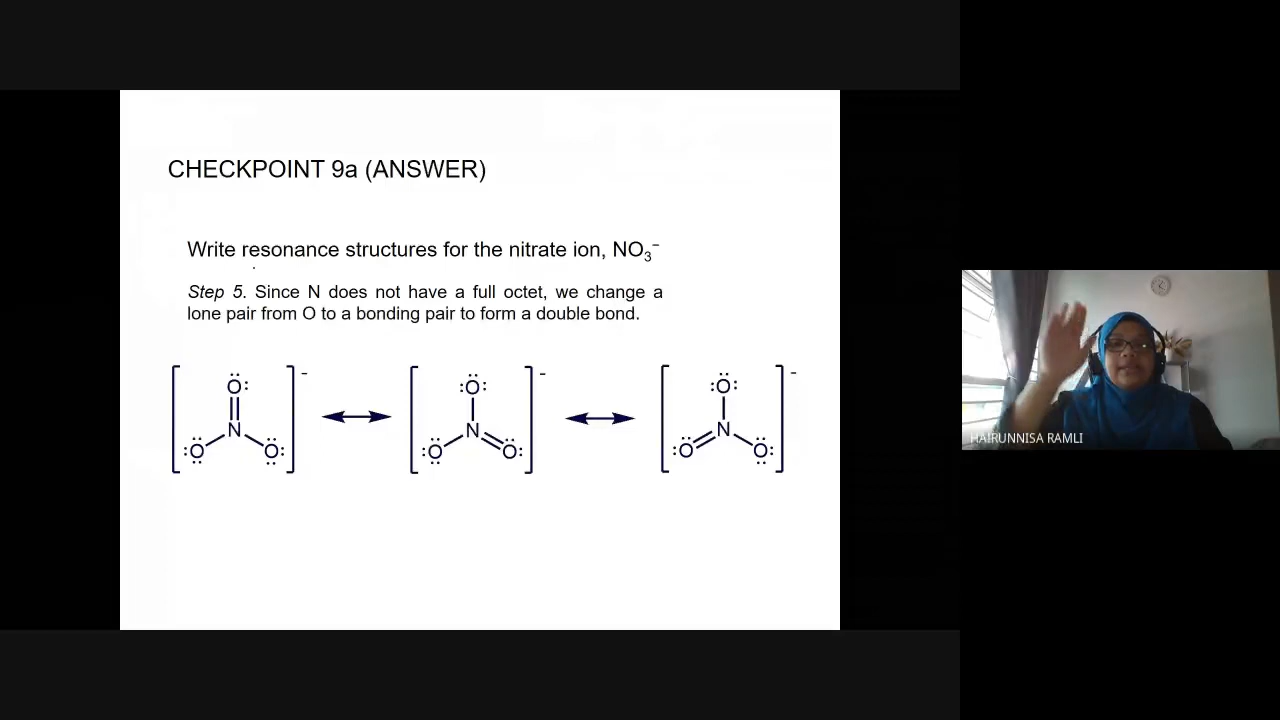 CHECKPOINT 9a (ANSWER)
Write resonance structures for the nitrate ion, NO₃⁻
Step 5. Since N does not have a full octet, we change a
lone pair from O to a bonding pair to form a double bond.
O O O
N N N
O O O O O O
- - -
HAIRUNNISA RAMLI